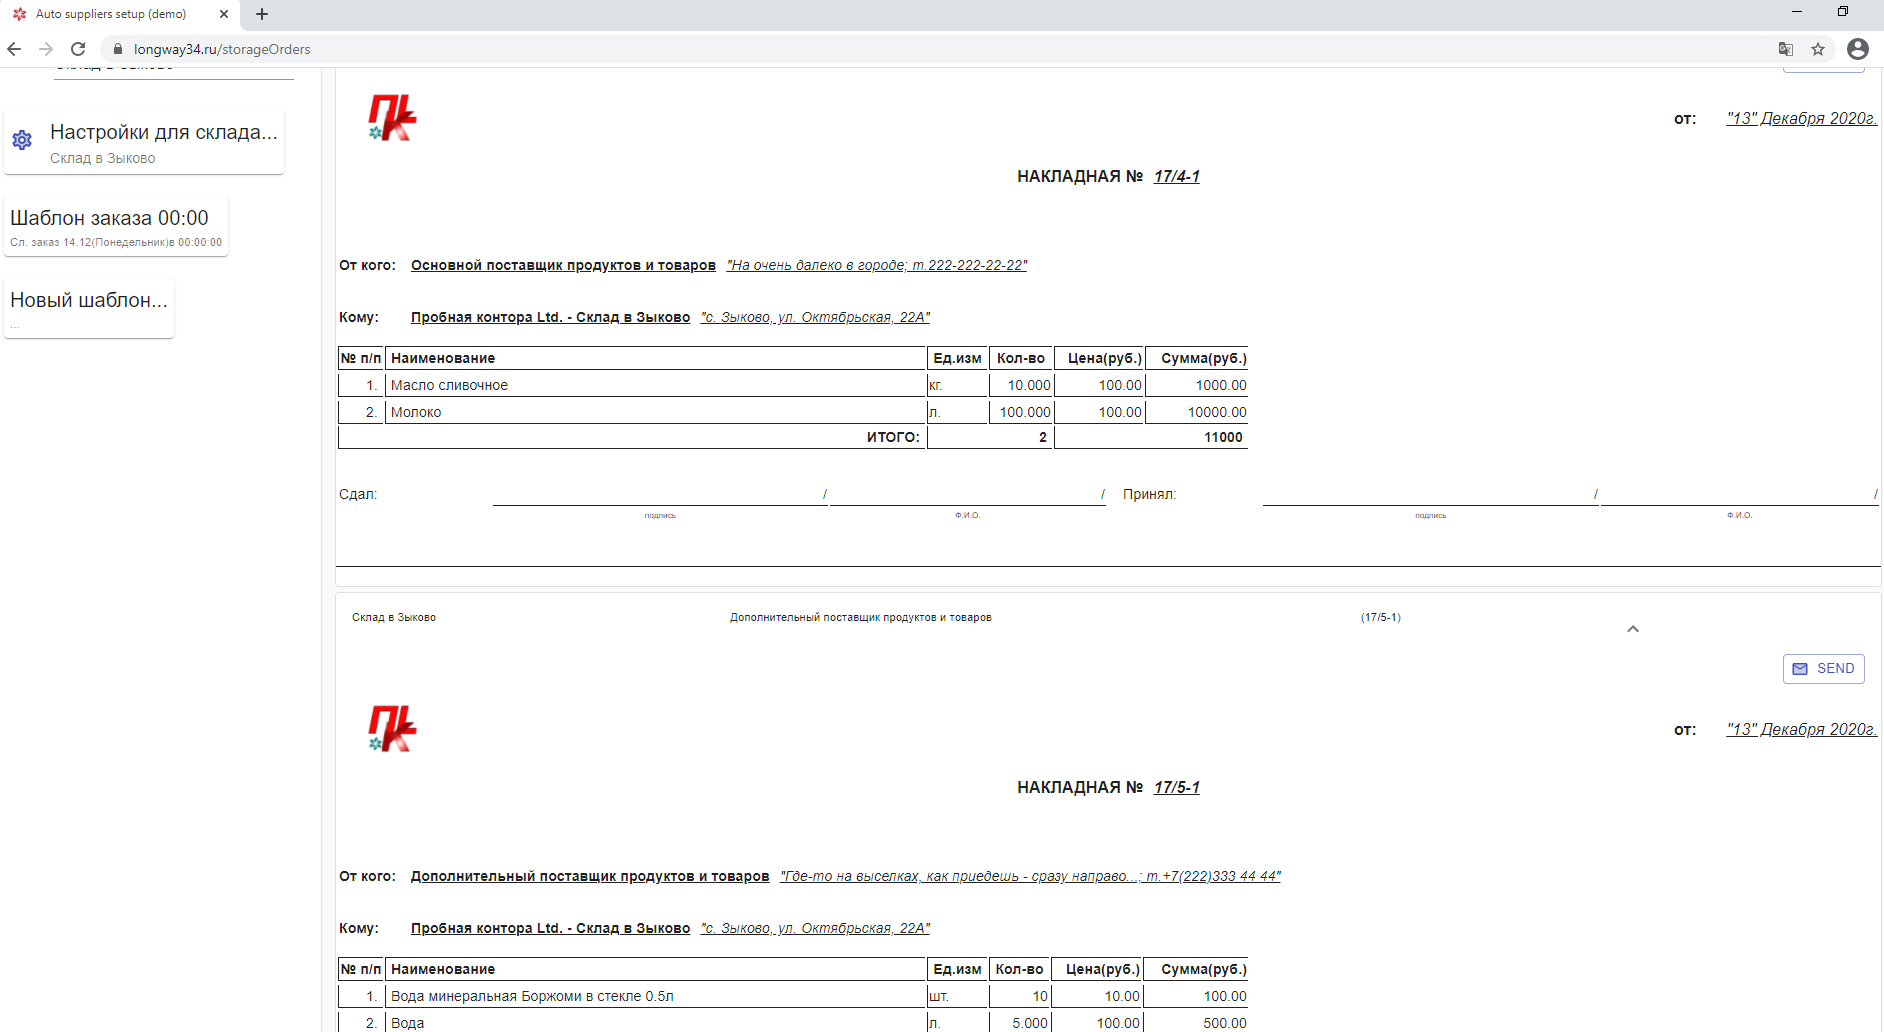 Auto suppliers setup (demo)
longway34.ru/storageOrders
Настройки для склада...
Склад в Зыково
Шаблон заказа 00:00
Сл. заказ 14.12(Понедельник)в 00:00:00
Новый шаблон...
...
от: "13" Декабря 2020г.
НАКЛАДНАЯ № 17/4-1
От кого: Основной поставщик продуктов и товаров "На очень далеко в городе; т.222-222-22-22"
Кому: Пробная контора Ltd. - Склад в Зыково "с. Зыково, ул. Октябрьская, 22А"
№ п/п Наименование Ед.изм Кол-во Цена(руб.) Сумма(руб.)
1. Масло сливочное кг. 10.000 100.00 1000.00
2. Молоко л. 100.000 100.00 10000.00
ИТОГО: 2 11000
Сдал: / / Принял: / /
подпись Ф.И.О. подпись Ф.И.О.
Склад в Зыково Дополнительный поставщик продуктов и товаров (17/5-1)
SEND
от: "13" Декабря 2020г.
НАКЛАДНАЯ № 17/5-1
От кого: Дополнительный поставщик продуктов и товаров "Где-то на выселках, как приедешь - сразу направо...; т.+7(222)333 44 44"
Кому: Пробная контора Ltd. - Склад в Зыково "с. Зыково, ул. Октябрьская, 22А"
№ п/п Наименование Ед.изм Кол-во Цена(руб.) Сумма(руб.)
1. Вода минеральная Боржоми в стекле 0.5л шт. 10 10.00 100.00
2. Вода л. 5.000 100.00 500.00